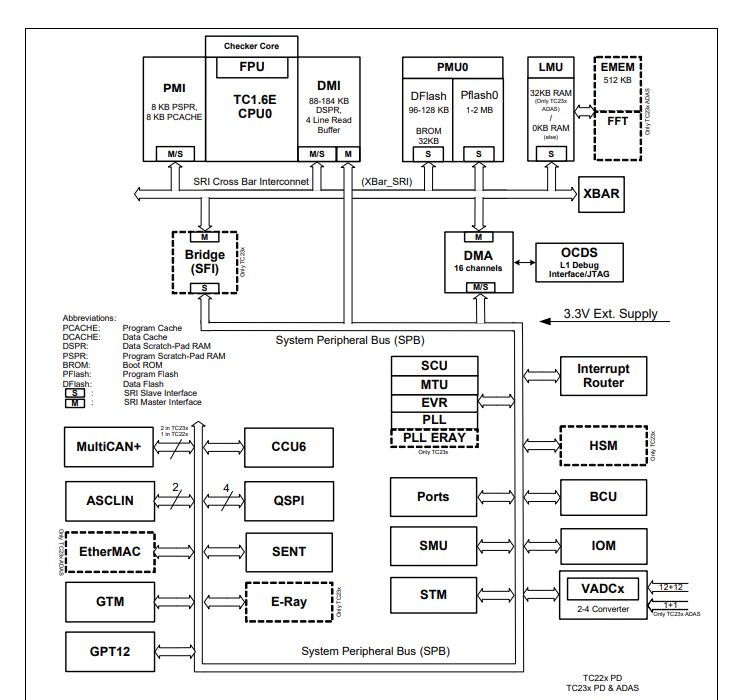 Checker Core
PMI
8 KB PSPR,
8 KB PCACHE
M/S
FPU
TC1.6E
CPU0
DMI
88-184 KB
DSPR,
4 Line Read
Buffer
M/S
M
PMU0
DFlash
96-128 KB
BROM
32KB
S
Pflash0
1-2 MB
S
LMU
32KB RAM
(Only TC23x
ADAS)
/
0KB RAM
(else)
S
EMEM
512 KB
FFT
Only TC23x ADAS
SRI Cross Bar Interconnet
(XBar_SRI)
XBAR
M
Bridge
(SFI)
S
Only TC23x
M
DMA
16 channels
M/S
OCDS
L1 Debug
Interface/JTAG
Abbreviations:
PCACHE: Program Cache
DCACHE: Data Cache
DSPR: Data Scratch-Pad RAM
PSPR: Program Scratch-Pad RAM
BROM: Boot ROM
PFlash: Program Flash
DFlash: Data Flash
S : SRI Slave Interface
M : SRI Master Interface
3.3V Ext. Supply
System Peripheral Bus (SPB)
SCU
MTU
EVR
PLL
PLL ERAY
Only TC23x
Interrupt
Router
MultiCAN+
2 in TC23x
1 in TC22x
CCU6
HSM
Only TC23x
ASCLIN
2
4
QSPI
Ports
BCU
EtherMAC
Only TC23x ADAS
SENT
SMU
IOM
GTM
E-Ray
Only TC23x
STM
VADCx
2-4 Converter
12+12
1+1
Only TC23x ADAS
GPT12
System Peripheral Bus (SPB)
TC22x PD
TC23x PD & ADAS